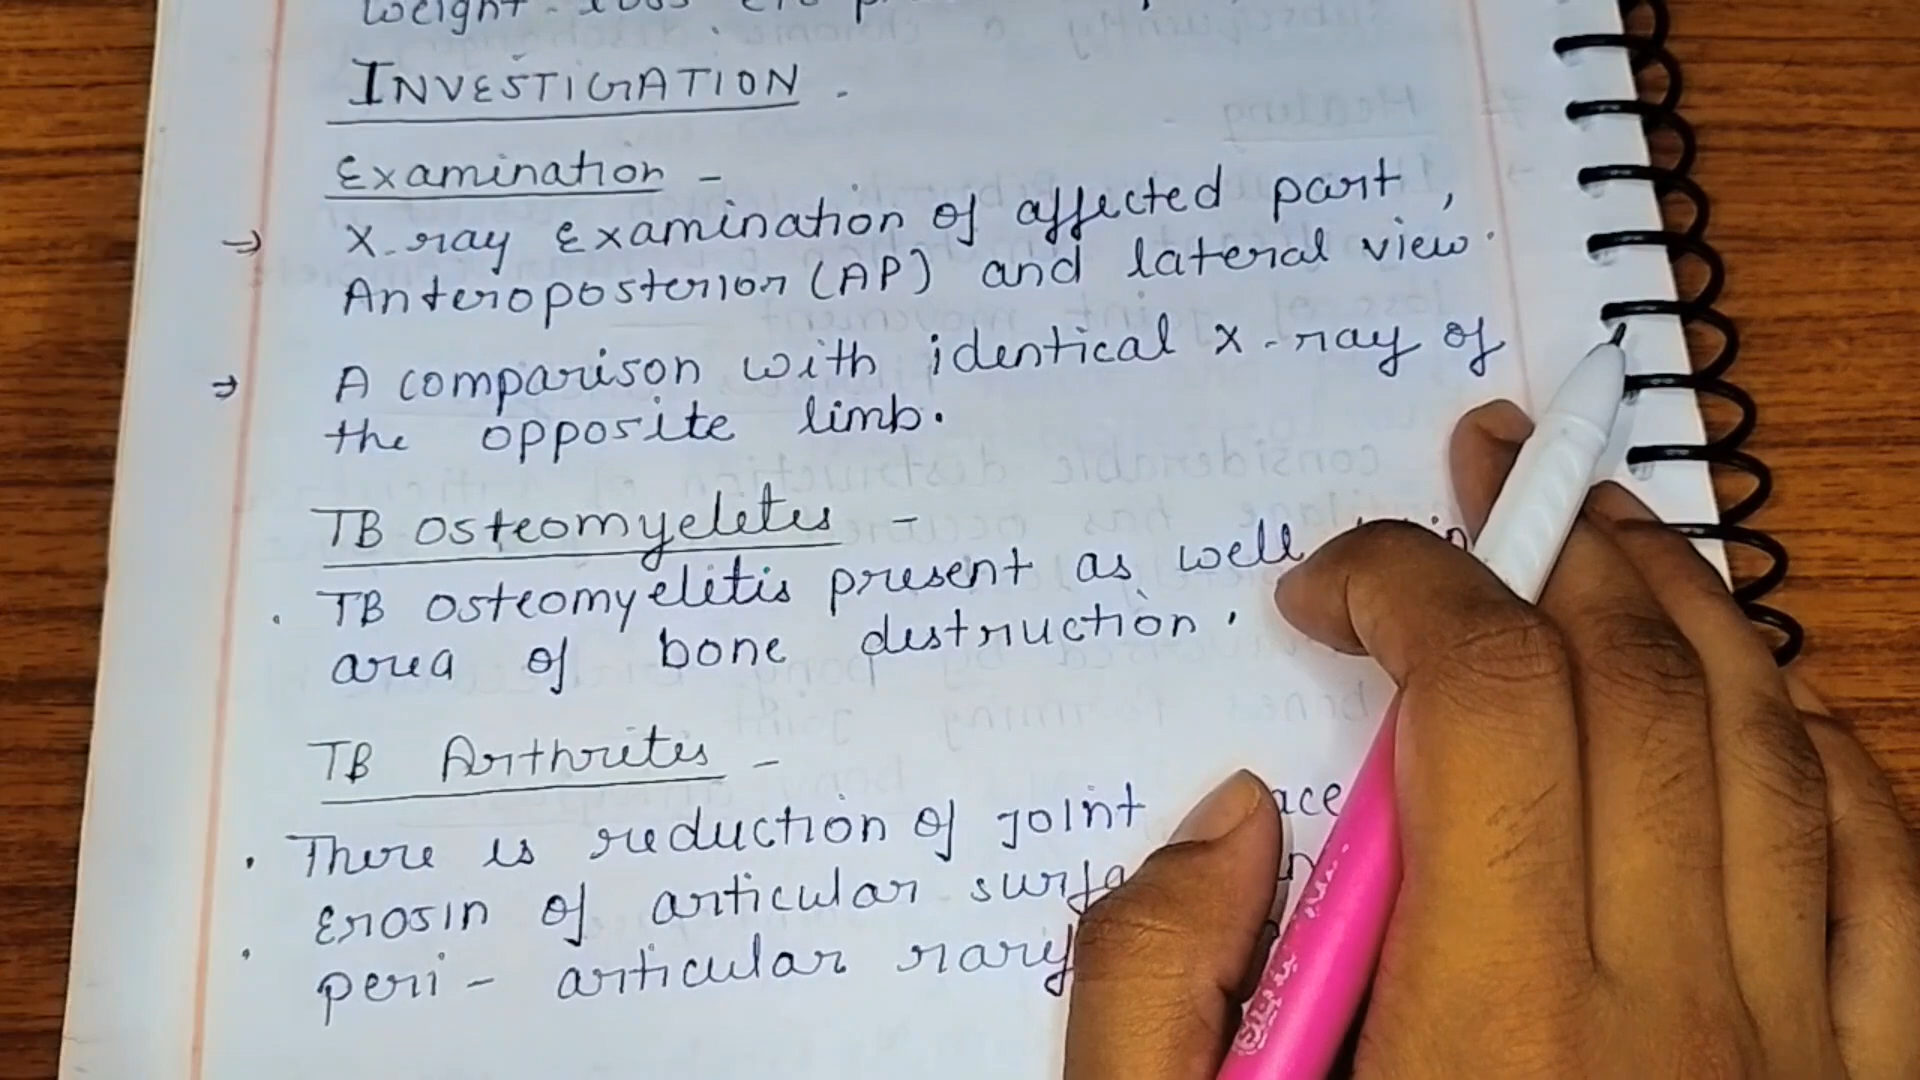 INVESTIGATION .
Examination -
→ X-ray Examination of affected part,
Anteroposterior (AP) and lateral view.
⇒ A comparison with identical X-ray of
the opposite limb.
TB Osteomyeletis -
. TB Osteomyelitis present as well
area of bone destruction.
TB Arthritis -
. There is reduction of joint
Erosin of articular
. peri-articular